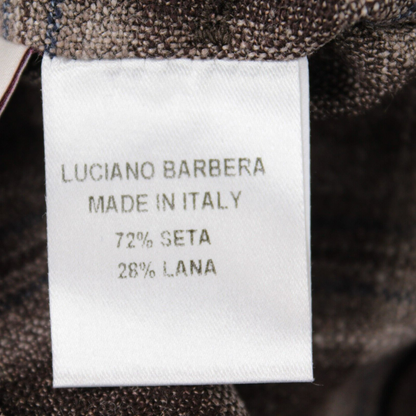 LUCIANO BARBERA
MADE IN ITALY
72% SETA
28% LANA